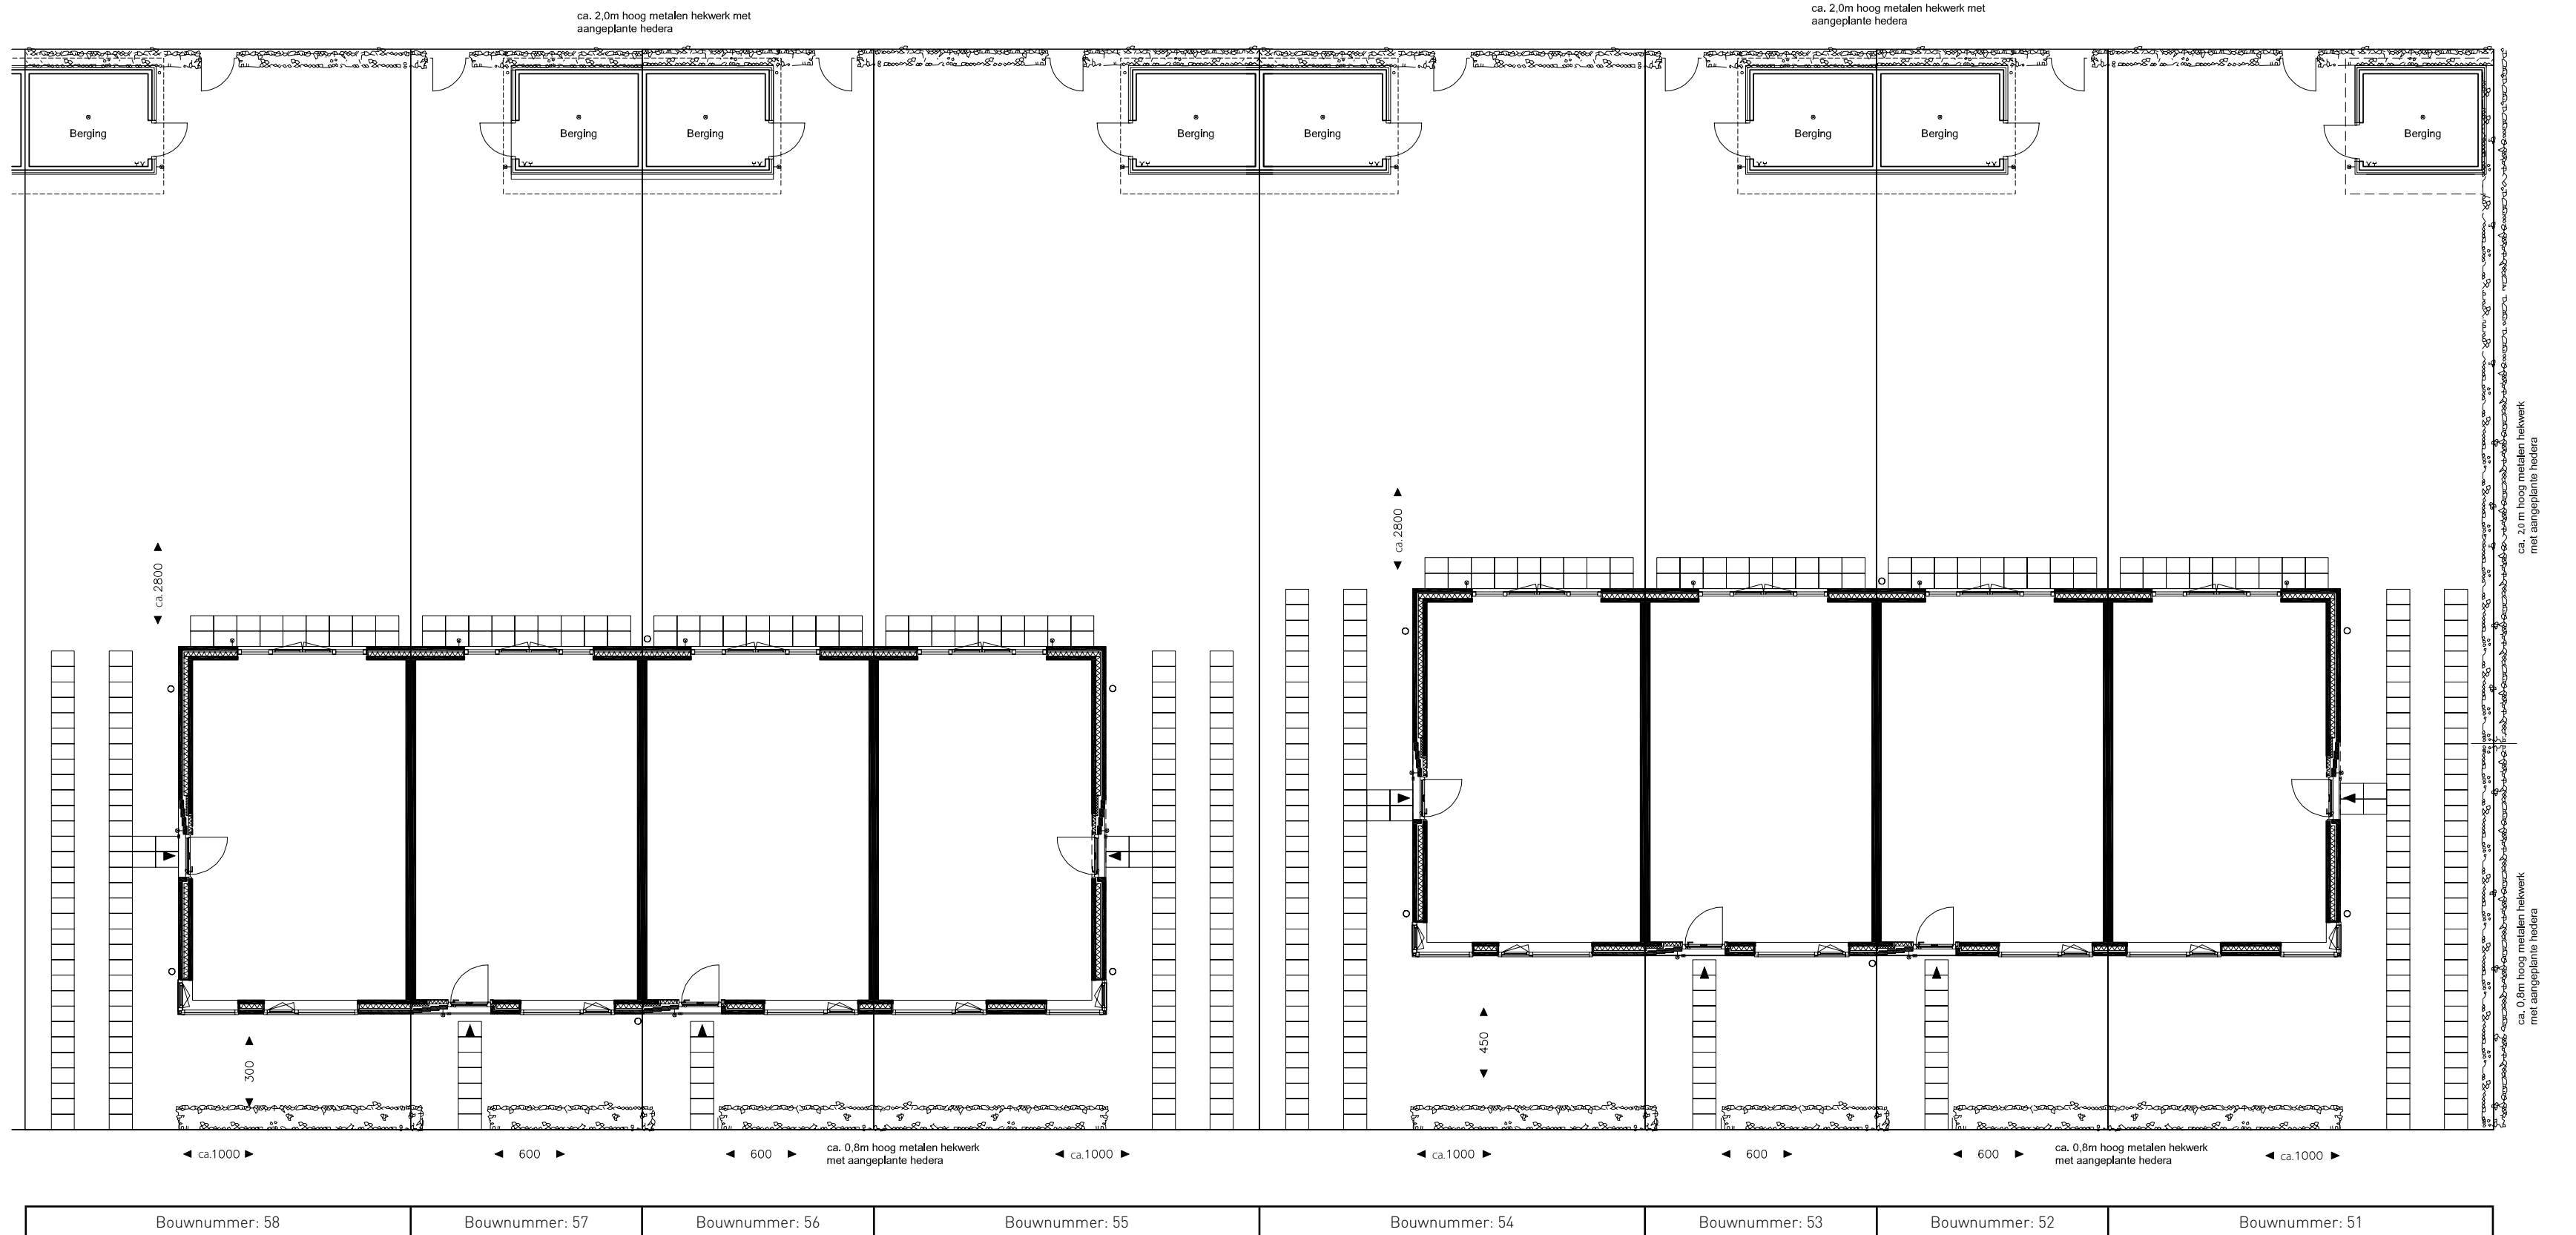 ca. 2,0m hoog metalen hekwerk met
aangeplante hedera
ca. 2,0m hoog metalen hekwerk met
aangeplante hedera
Berging
Berging
Berging
Berging
Berging
Berging
Berging
Berging
ca. 2,0 m hoog metalen hekwerk
met aangeplante hedera
ca.2800
ca.2800
ca. 0,8m hoog metalen hekwerk
met aangeplante hedera
300
450
ca.1000
600
600
ca. 0,8m hoog metalen hekwerk
met aangeplante hedera
ca.1000
ca.1000
600
600
ca. 0,8m hoog metalen hekwerk
met aangeplante hedera
ca.1000
Bouwnummer: 58
Bouwnummer: 57
Bouwnummer: 56
Bouwnummer: 55
Bouwnummer: 54
Bouwnummer: 53
Bouwnummer: 52
Bouwnummer: 51